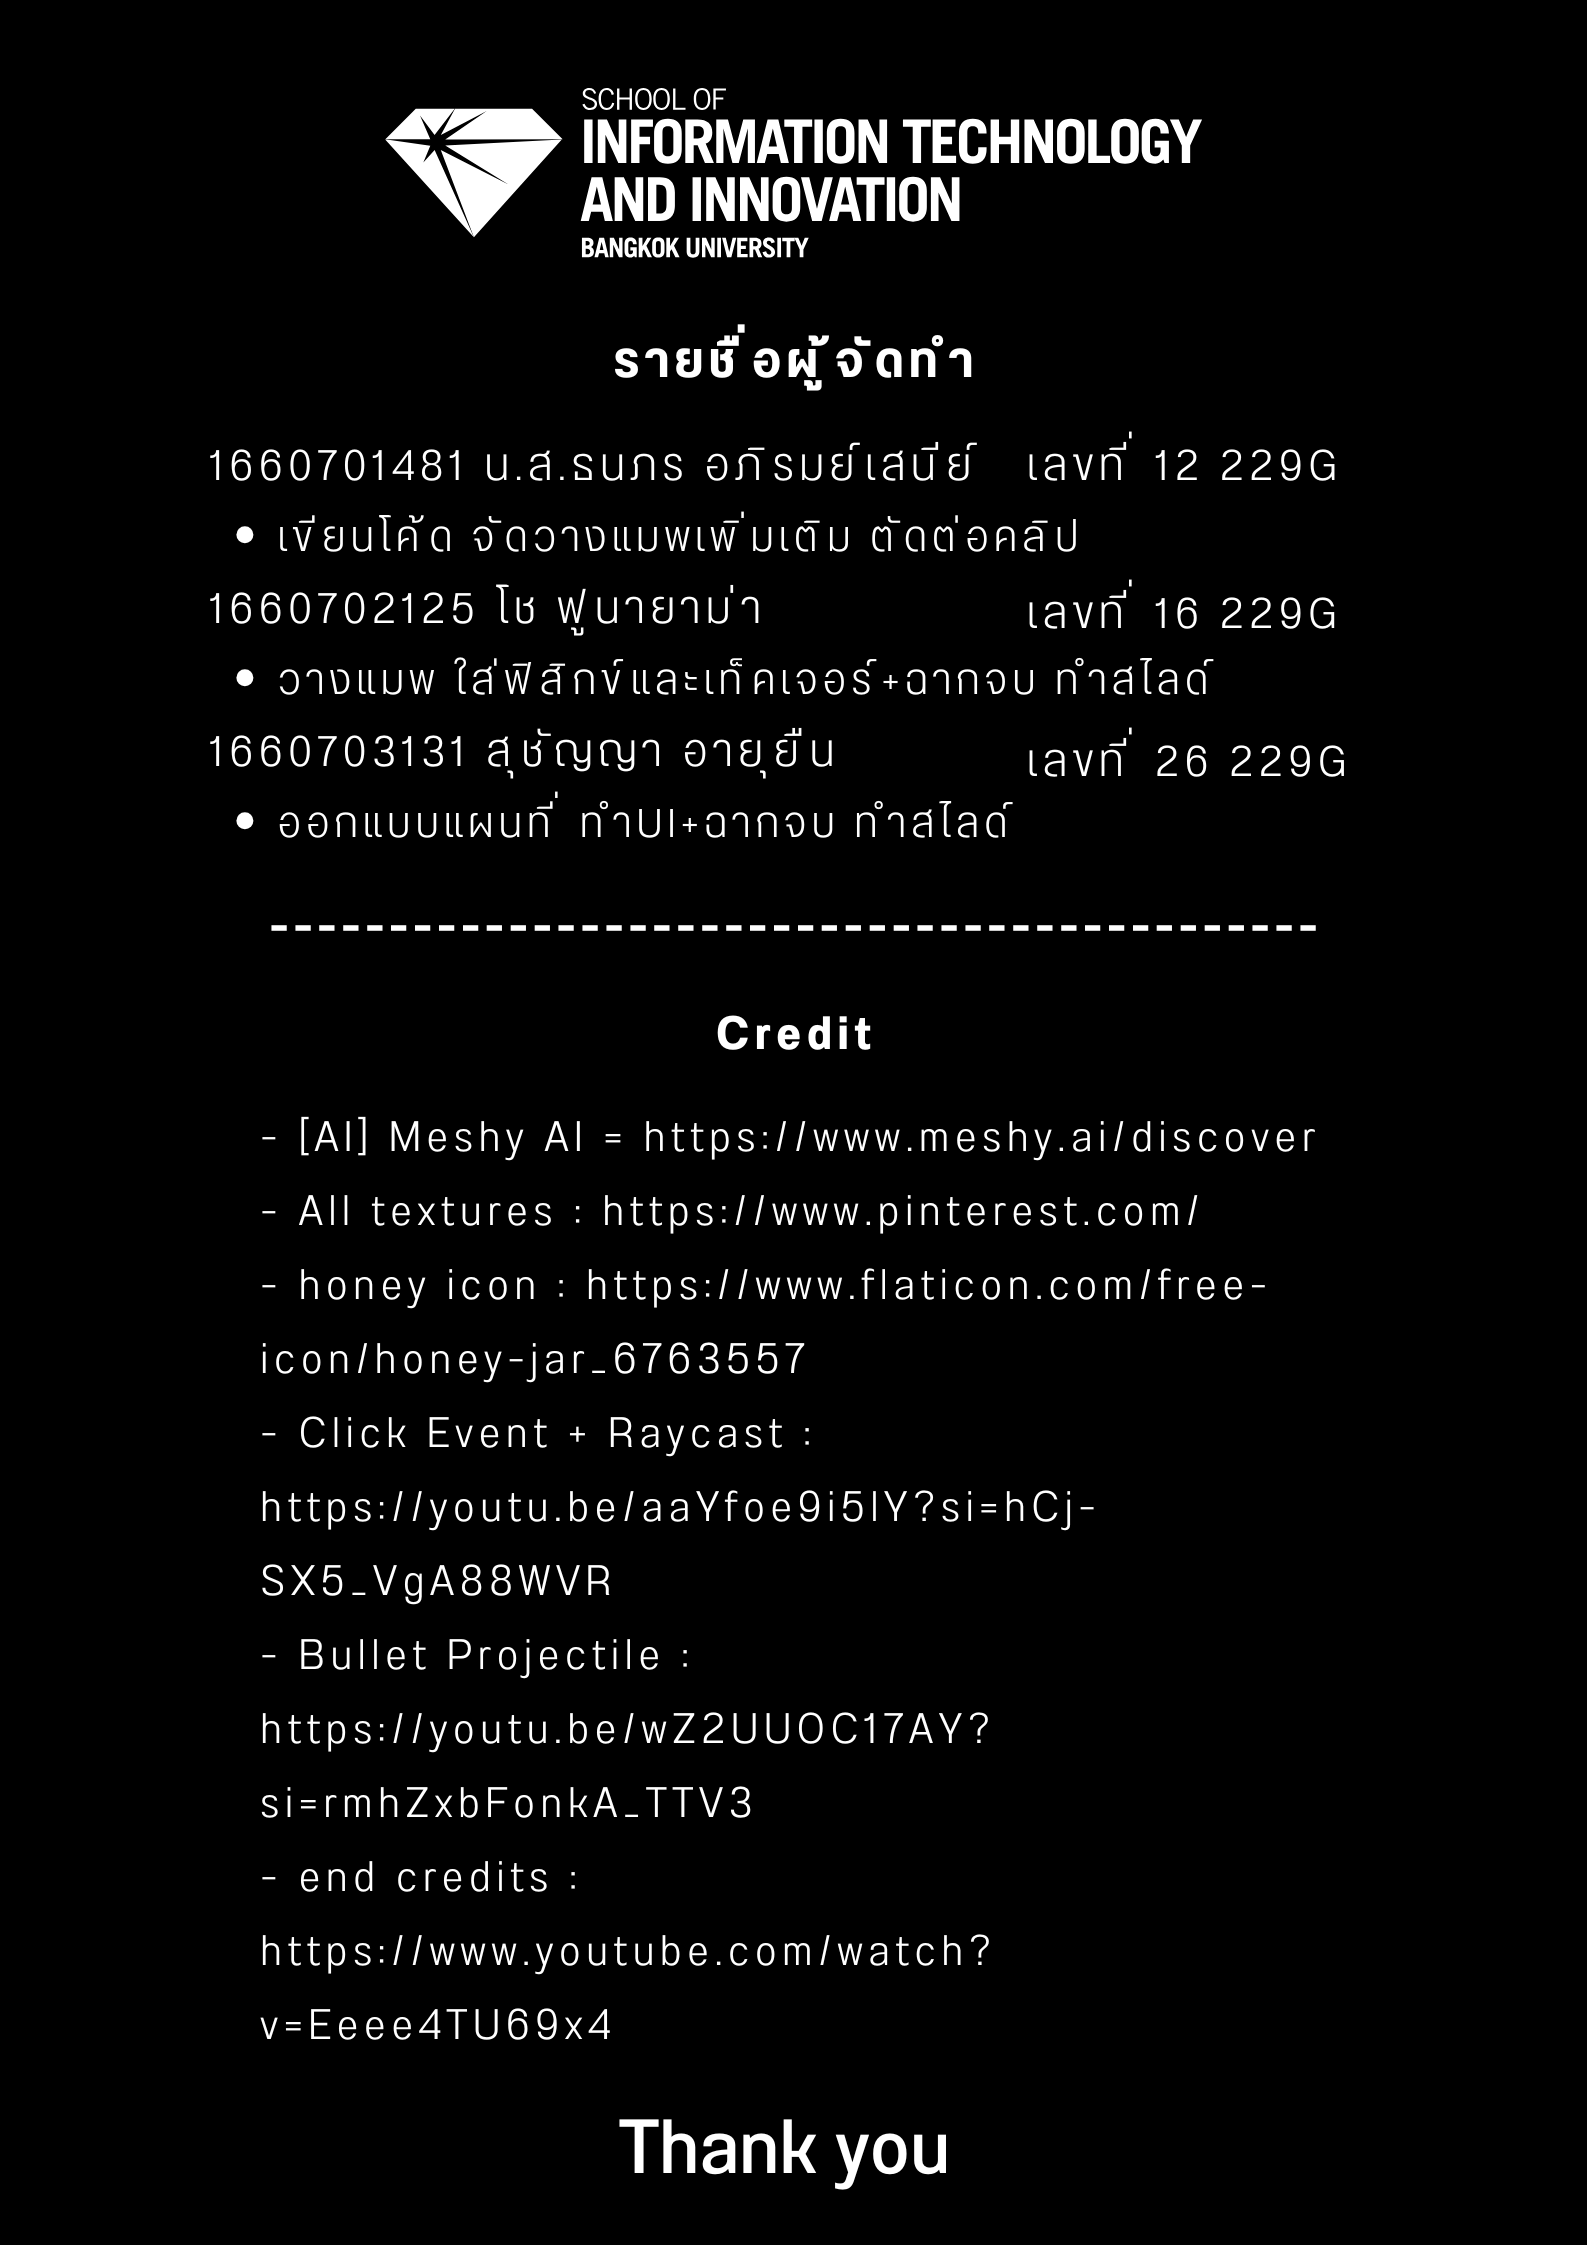 SCHOOL OF
INFORMATION TECHNOLOGY
AND INNOVATION
BANGKOK UNIVERSITY
รายชื่อผู้จัดทำ
1660701481 น.ส.ธนภร อภิรมย์เสนีย์ เลขที่ 12 229G
• เขียนโค้ด จัดวางแมพเพิ่มเติม ตัดต่อคลิป
1660702125 โช ฟูนายาม่า เลขที่ 16 229G
• วางแมพ ใส่ฟิสิกข์และเท็คเจอร์+ฉากจบ ทำสไลด์
1660703131 สุชัญญา อายุยืน เลขที่ 26 229G
• ออกแบบแผนที่ ทำUI+ฉากจบ ทำสไลด์
--------------------------------------------
Credit
- [AI] Meshy AI = https://www.meshy.ai/discover
- All textures : https://www.pinterest.com/
- honey icon : https://www.flaticon.com/free-
icon/honey-jar_6763557
- Click Event + Raycast :
https://youtu.be/aaYfoe9i5lY?si=hCj-
SX5_VgA88WVR
- Bullet Projectile :
https://youtu.be/wZ2UUOC17AY?
si=rmhZxbFonkA_TTV3
- end credits :
https://www.youtube.com/watch?
v=Eeee4TU69x4
Thank you